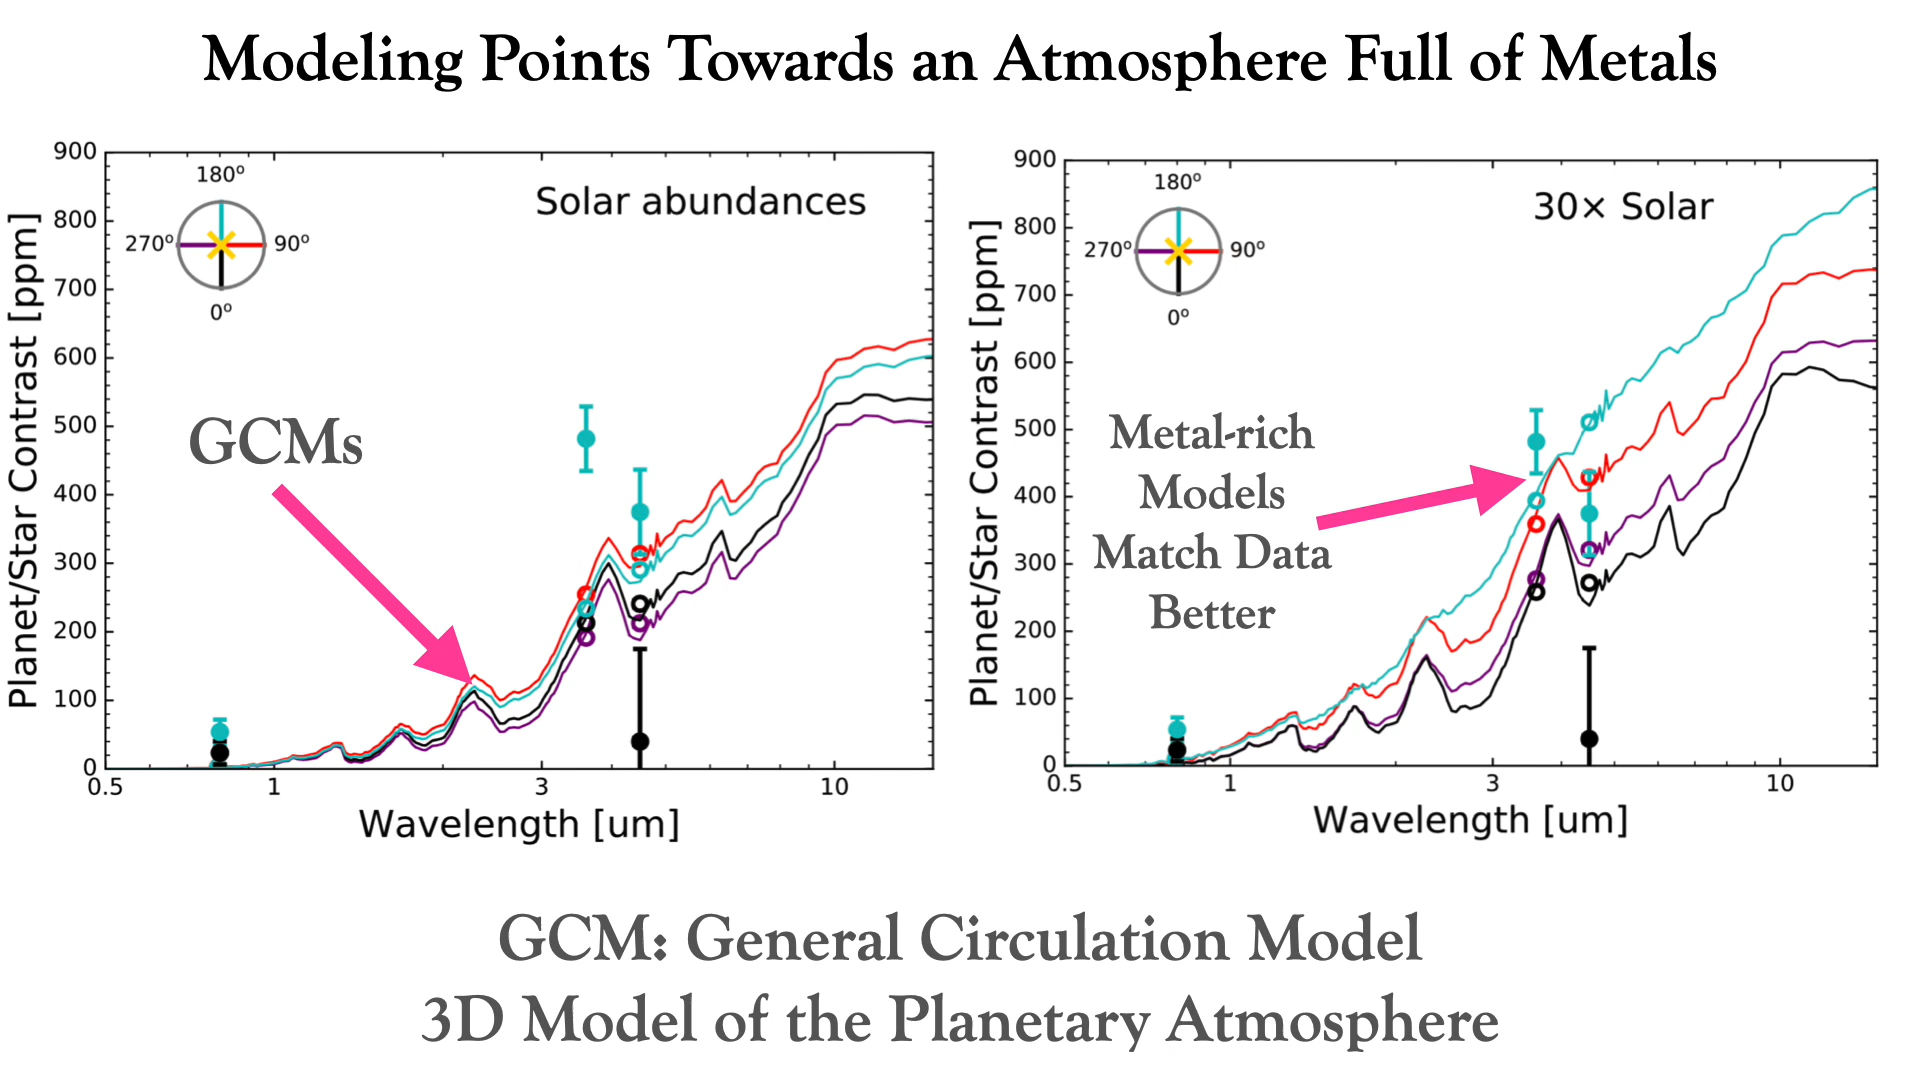 Modeling Points Towards an Atmosphere Full of Metals
Planet/Star Contrast [ppm]
900
800
700
600
500
400
300
200
100
0
0.5
1
3
10
Wavelength [um]
180°
270°
90°
0°
Solar abundances
GCMs
Planet/Star Contrast [ppm]
900
800
700
600
500
400
300
200
100
0
0.5
1
3
10
Wavelength [um]
180°
270°
90°
0°
30× Solar
Metal-rich
Models
Match Data
Better
GCM: General Circulation Model
3D Model of the Planetary Atmosphere